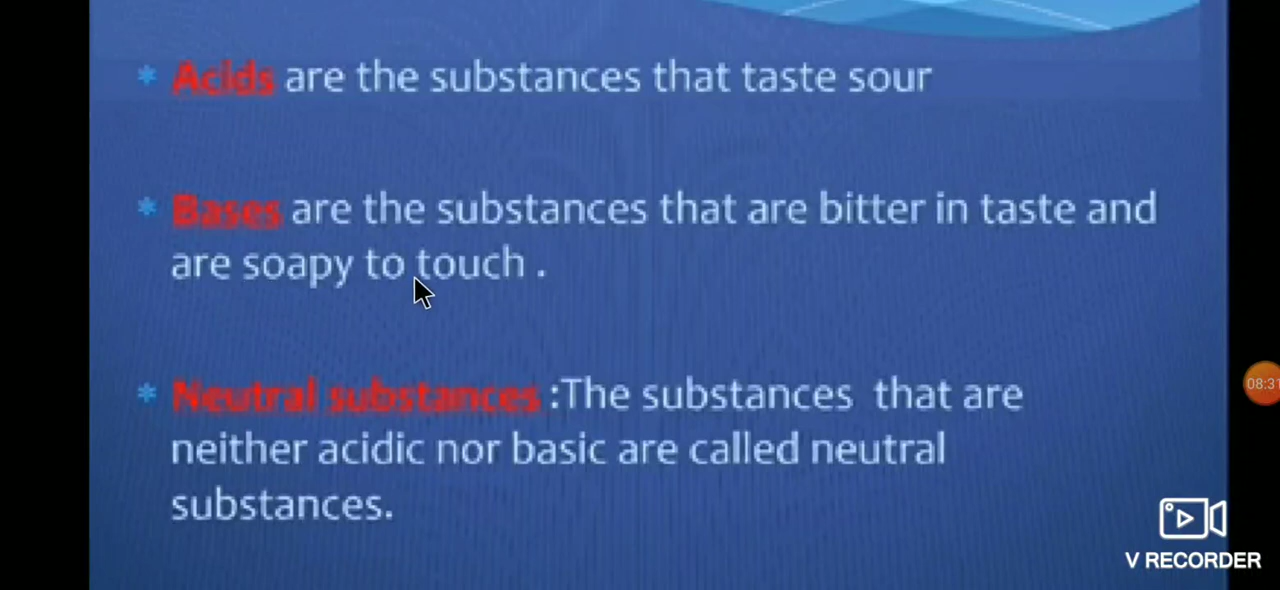 * Acids are the substances that taste sour
* Bases are the substances that are bitter in taste and
are soapy to touch .
* Neutral substances :The substances that are
neither acidic nor basic are called neutral
substances.
08:31
V RECORDER